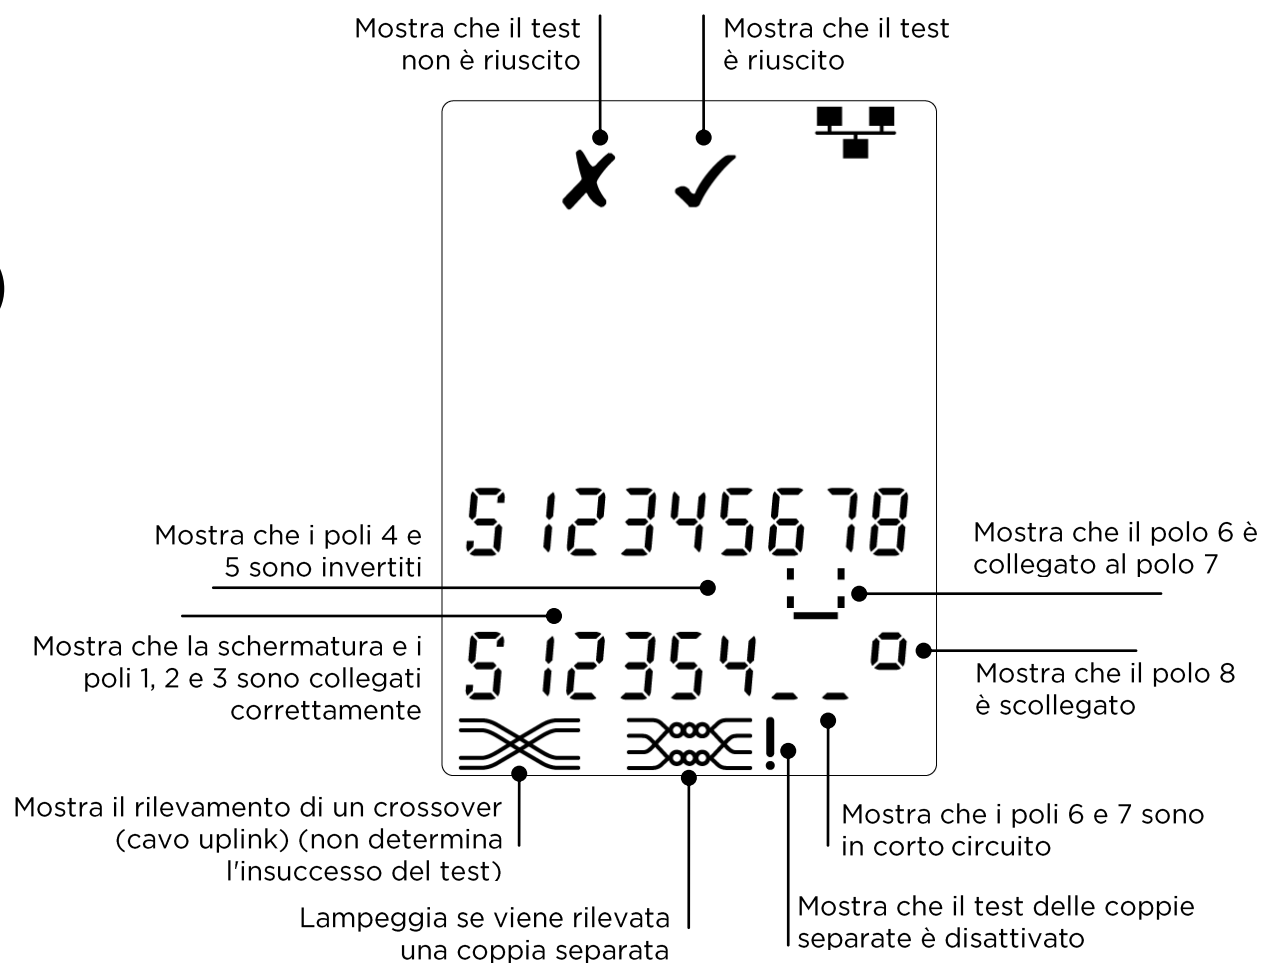 Mostra che il test
non è riuscito
Mostra che il test
è riuscito
S 1 2 3 4 5 6 7 8
Mostra che i poli 4 e
5 sono invertiti
Mostra che il polo 6 è
collegato al polo 7
Mostra che la schermatura e i
poli 1, 2 e 3 sono collegati
correttamente
S 1 2 3 5 4 _ _ o
Mostra che il polo 8
è scollegato
!
Mostra il rilevamento di un crossover
(cavo uplink) (non determina
l'insuccesso del test)
Mostra che i poli 6 e 7 sono
in corto circuito
Lampeggia se viene rilevata
una coppia separata
Mostra che il test delle coppie
separate è disattivato